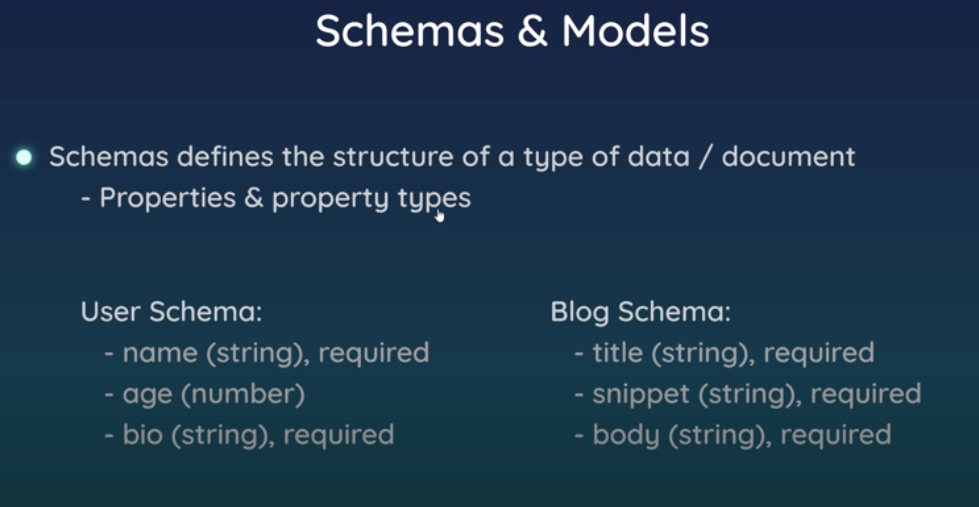 Schemas & Models
Schemas defines the structure of a type of data / document
- Properties & property types
User Schema:
- name (string), required
- age (number)
- bio (string), required
Blog Schema:
- title (string), required
- snippet (string), required
- body (string), required